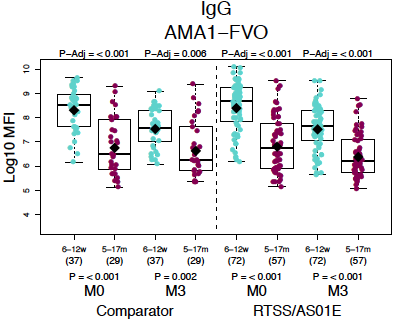 IgG
AMA1−FVO
P−Adj = <0.001 P−Adj = 0.006 P−Adj = <0.001 P−Adj = <0.001
Log10 MFI
10
9
8
7
6
5
4
6−12w 5−17m 6−12w 5−17m 6−12w 5−17m 6−12w 5−17m
(37) (29) (37) (29) (72) (57) (72) (57)
P = <0.001 P = 0.002 P = <0.001 P = <0.001
M0 M3 M0 M3
Comparator RTSS/AS01E